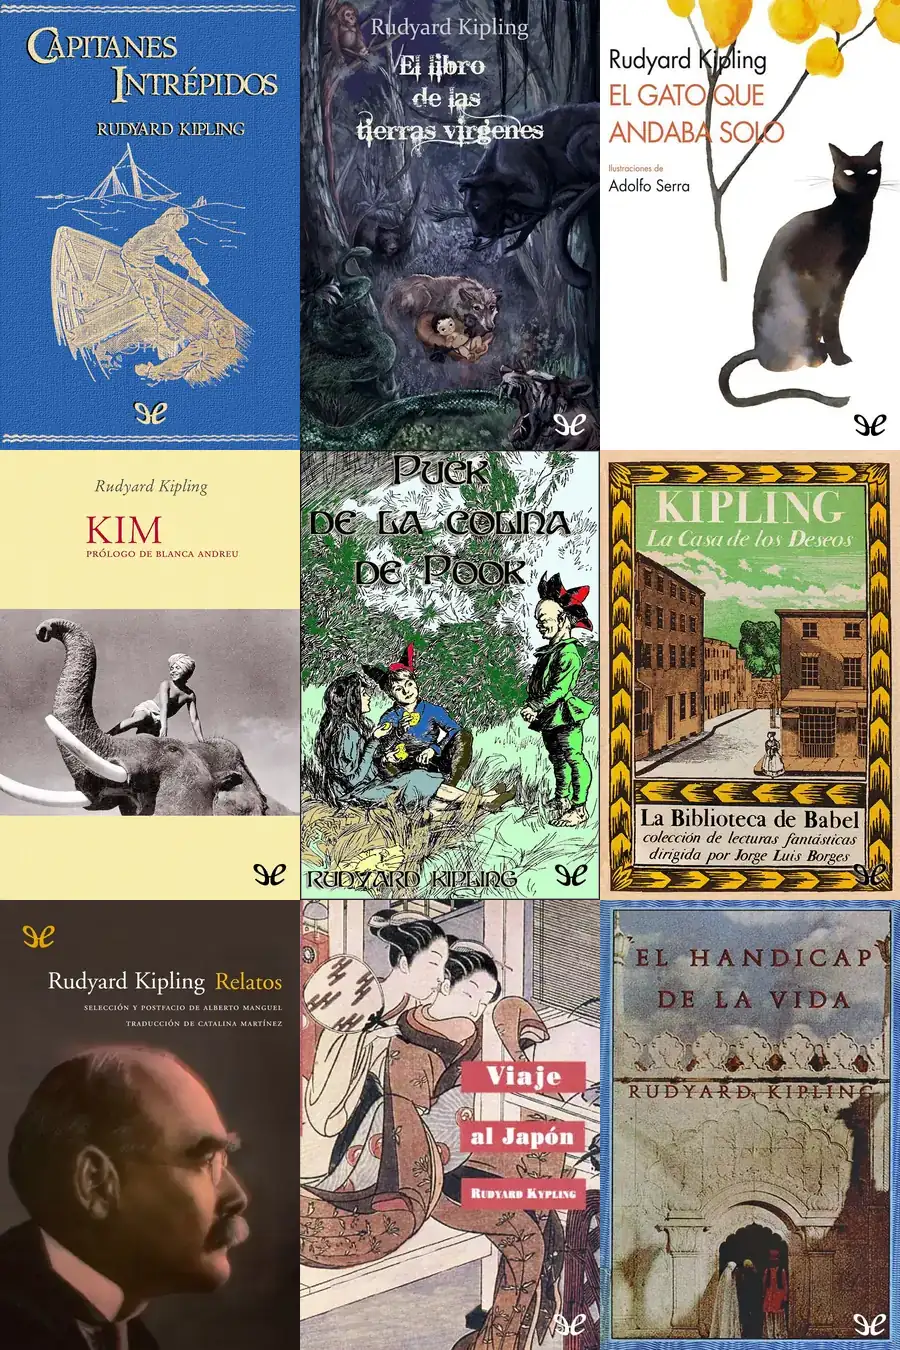 CAPITANES
INTRÉPIDOS
RUDYARD KIPLING
Rudyard Kipling
El libro
de las
tierras vírgenes
Rudyard Kipling
EL GATO QUE
ANDABA SOLO
Ilustraciones de
Adolfo Serra
Rudyard Kipling
KIM
PRÓLOGO DE BLANCA ANDREU
PUCK
DE LA COLINA
DE POOK
RUDYARD KIPLING
KIPLING
La Casa de los Deseos
La Biblioteca de Babel
colección de lecturas fantásticas
dirigida por Jorge Luis Borges
Rudyard Kipling Relatos
SELECCIÓN Y POSTFACIO DE ALBERTO MANGUEL
TRADUCCIÓN DE CATALINA MARTÍNEZ
Viaje
al Japón
RUDYARD KYPLING
EL HANDICAP
DE LA VIDA
RUDYARD KIPLING